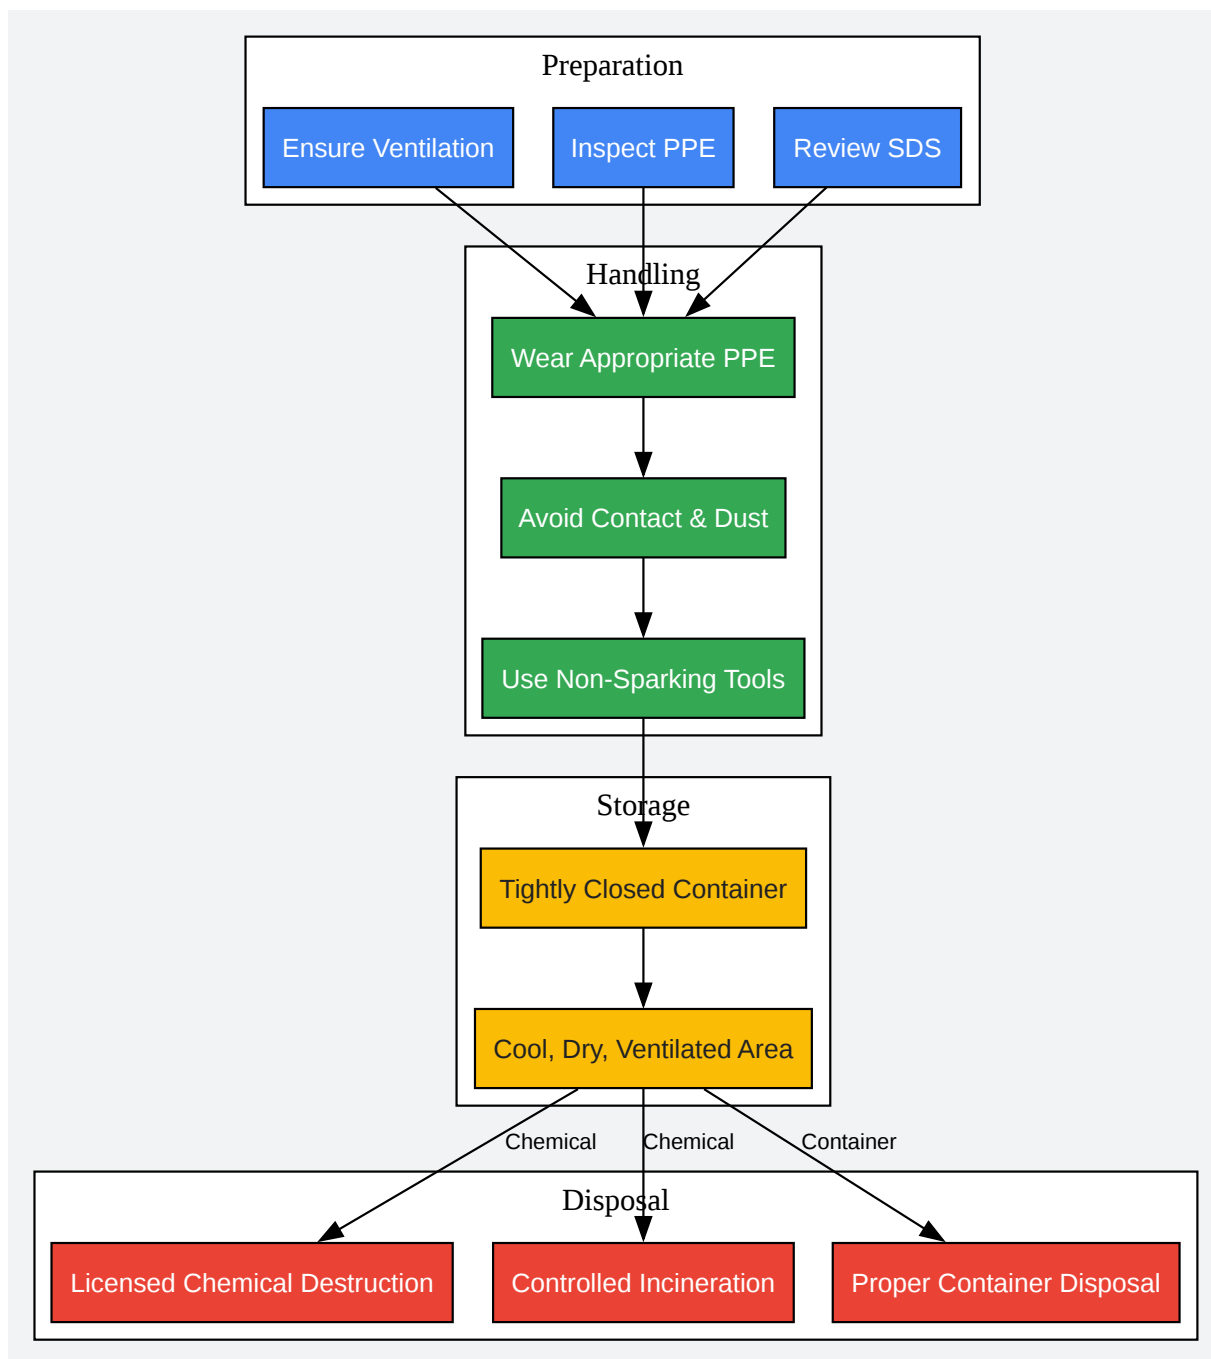 Preparation
Ensure Ventilation
Inspect PPE
Review SDS
Handling
Wear Appropriate PPE
Avoid Contact & Dust
Use Non-Sparking Tools
Storage
Tightly Closed Container
Cool, Dry, Ventilated Area
Chemical
Chemical
Container
Disposal
Licensed Chemical Destruction
Controlled Incineration
Proper Container Disposal